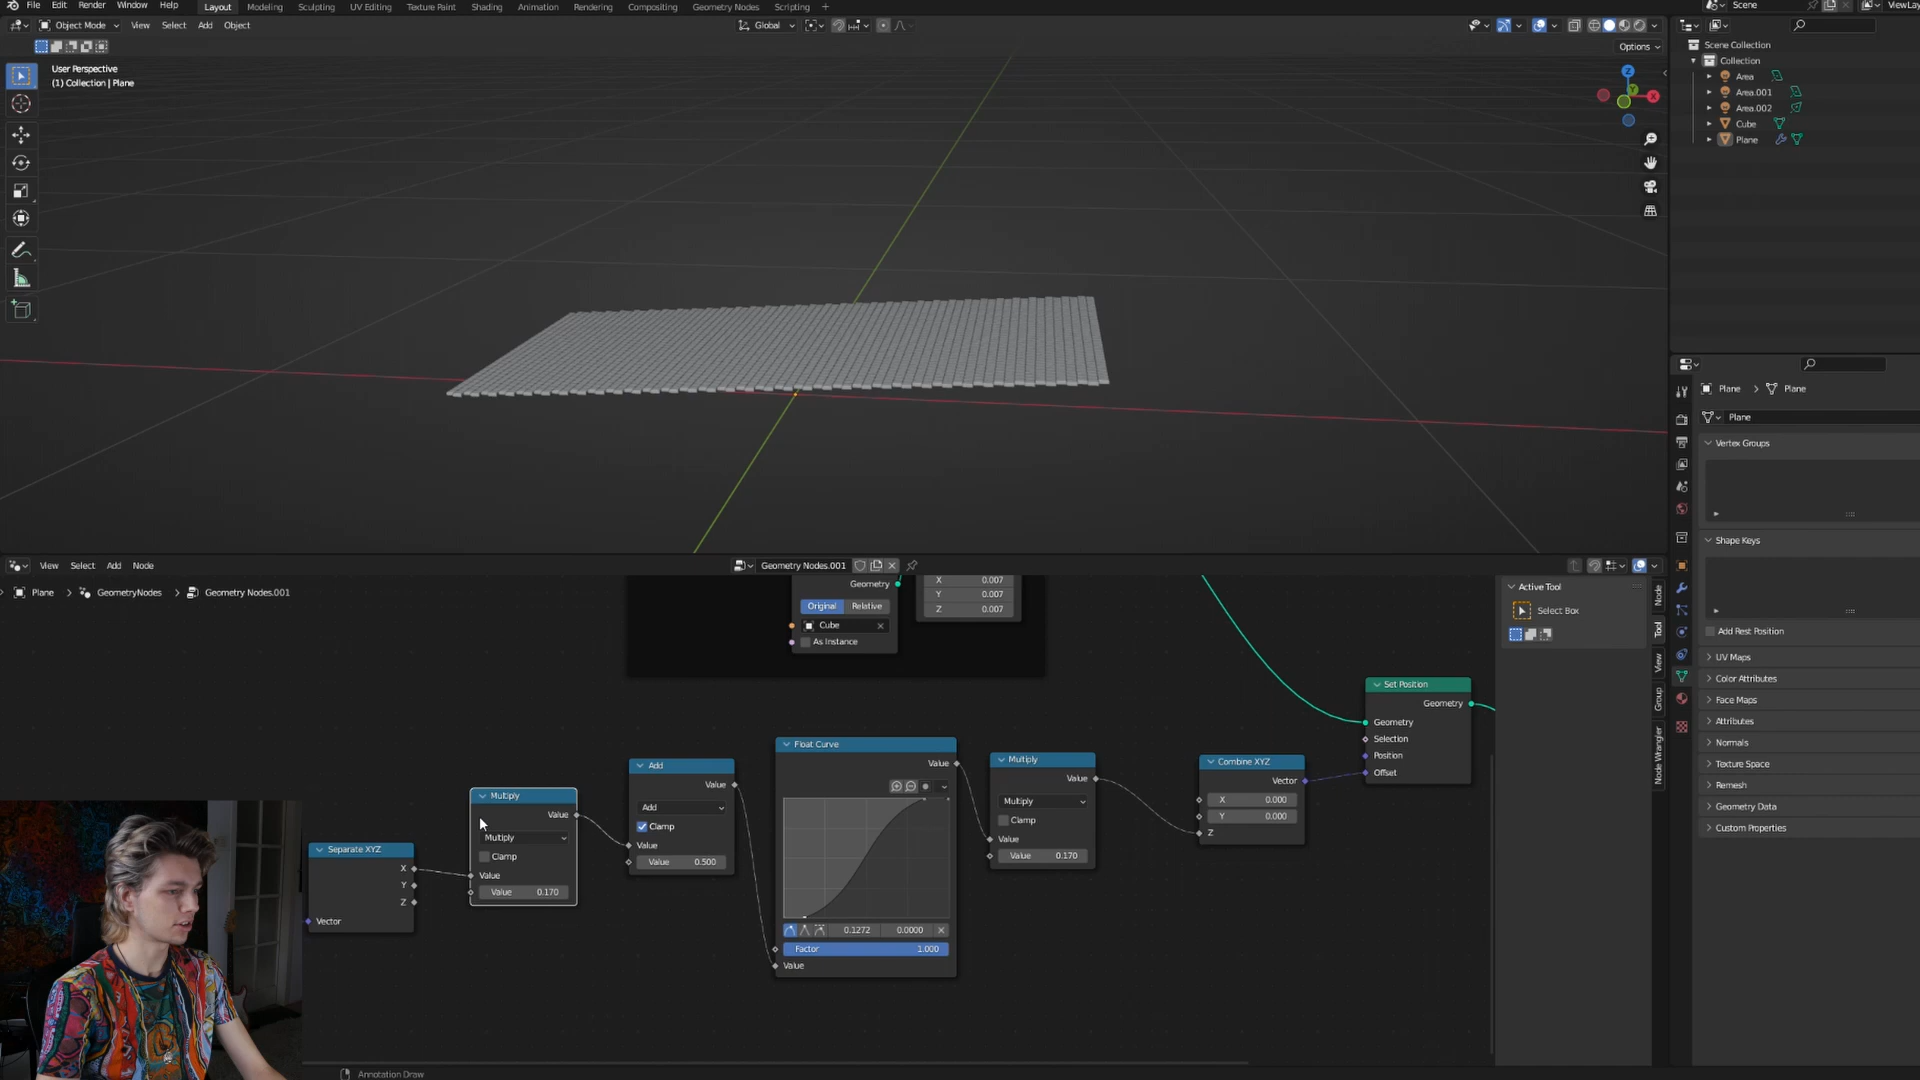 File Edit Render Window Help Layout Modeling Sculpting UV Editing Texture Paint Shading Animation Rendering Compositing Geometry Nodes Scripting + Scene ViewLay
Object Mode View Select Add Object Global
Options
User Perspective
(1) Collection | Plane
Z
Y
X
Scene Collection
Collection
Area
Area.001
Area.002
Cube
Plane
Plane > Plane
Plane
Vertex Groups
Shape Keys
Add Rest Position
UV Maps
Color Attributes
Face Maps
Attributes
Normals
Texture Space
Remesh
Geometry Data
Custom Properties
View Select Add Node Geometry Nodes.001
Plane > GeometryNodes > Geometry Nodes.001
Active Tool
Select Box
Node
Tool
View
Group
Node Wrangler
Geometry
Original Relative
Cube
As Instance
X 0.007
Y 0.007
Z 0.007
Separate XYZ
X
Y
Z
Vector
Multiply
Value
Multiply
Clamp
Value
Value 0.170
Add
Value
Add
Clamp
Value
Value 0.500
Float Curve
Value
0.1272 0.0000
Factor 1.000
Value
Multiply
Value
Multiply
Clamp
Value
Value 0.170
Combine XYZ
Vector
X 0.000
Y 0.000
Z
Set Position
Geometry
Geometry
Selection
Position
Offset
Annotation Draw